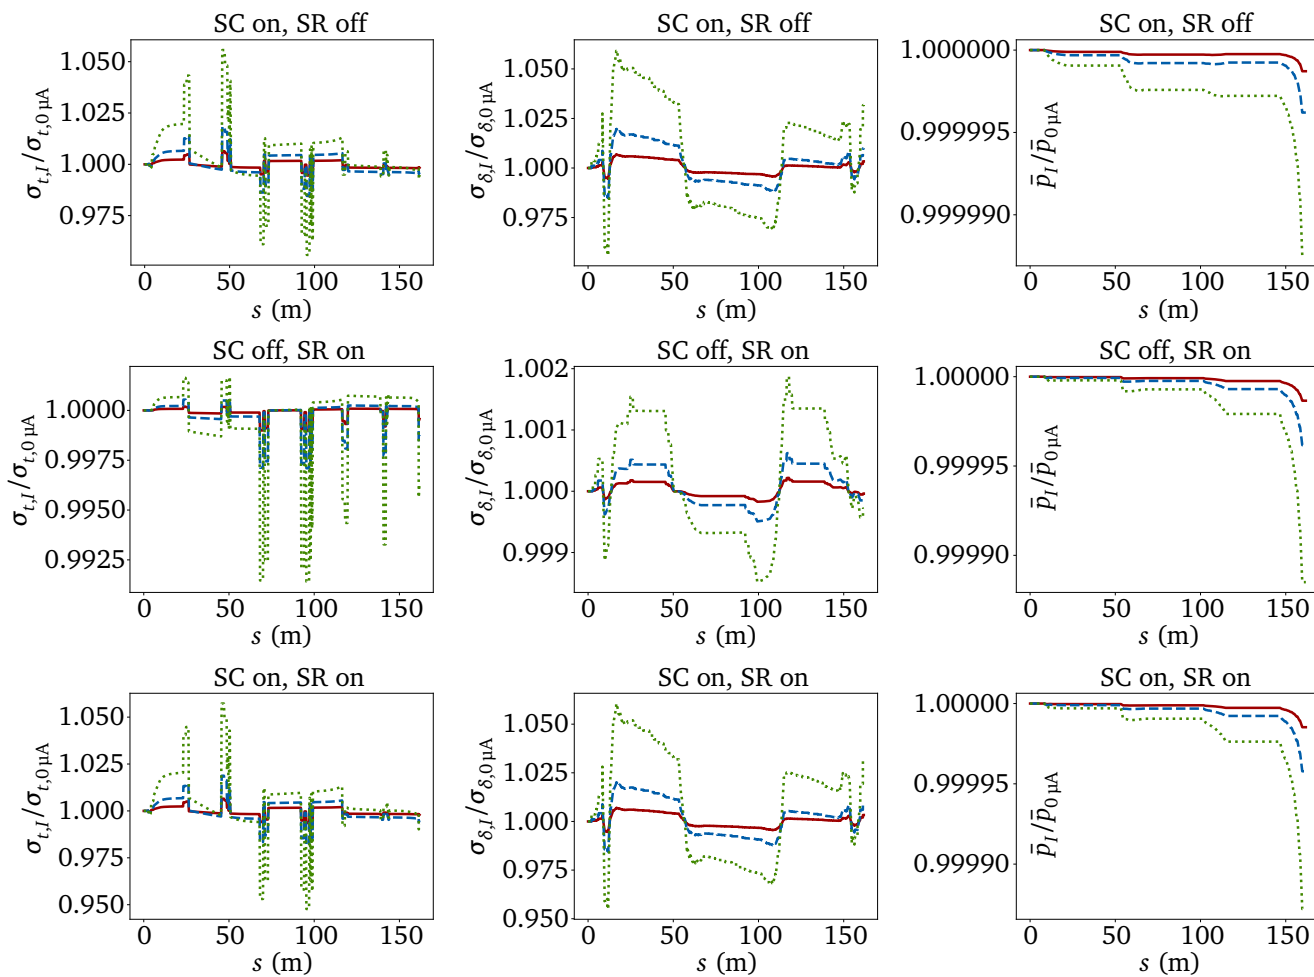 SC on, SR off
SC on, SR off
SC on, SR off
1.050
1.025
1.000
0.975
σt,I/σt,0 μA
0
50
100
150
s (m)
1.050
1.025
1.000
0.975
σδ,I/σδ,0 μA
0
50
100
150
s (m)
1.000000
0.999995
0.999990
p̄I/p̄0 μA
0
50
100
150
s (m)
SC off, SR on
SC off, SR on
SC off, SR on
1.0000
0.9975
0.9950
0.9925
σt,I/σt,0 μA
0
50
100
150
s (m)
1.002
1.001
1.000
0.999
σδ,I/σδ,0 μA
0
50
100
150
s (m)
1.00000
0.99995
0.99990
p̄I/p̄0 μA
0
50
100
150
s (m)
SC on, SR on
SC on, SR on
SC on, SR on
1.050
1.025
1.000
0.975
0.950
σt,I/σt,0 μA
0
50
100
150
s (m)
1.050
1.025
1.000
0.975
0.950
σδ,I/σδ,0 μA
0
50
100
150
s (m)
1.00000
0.99995
0.99990
p̄I/p̄0 μA
0
50
100
150
s (m)